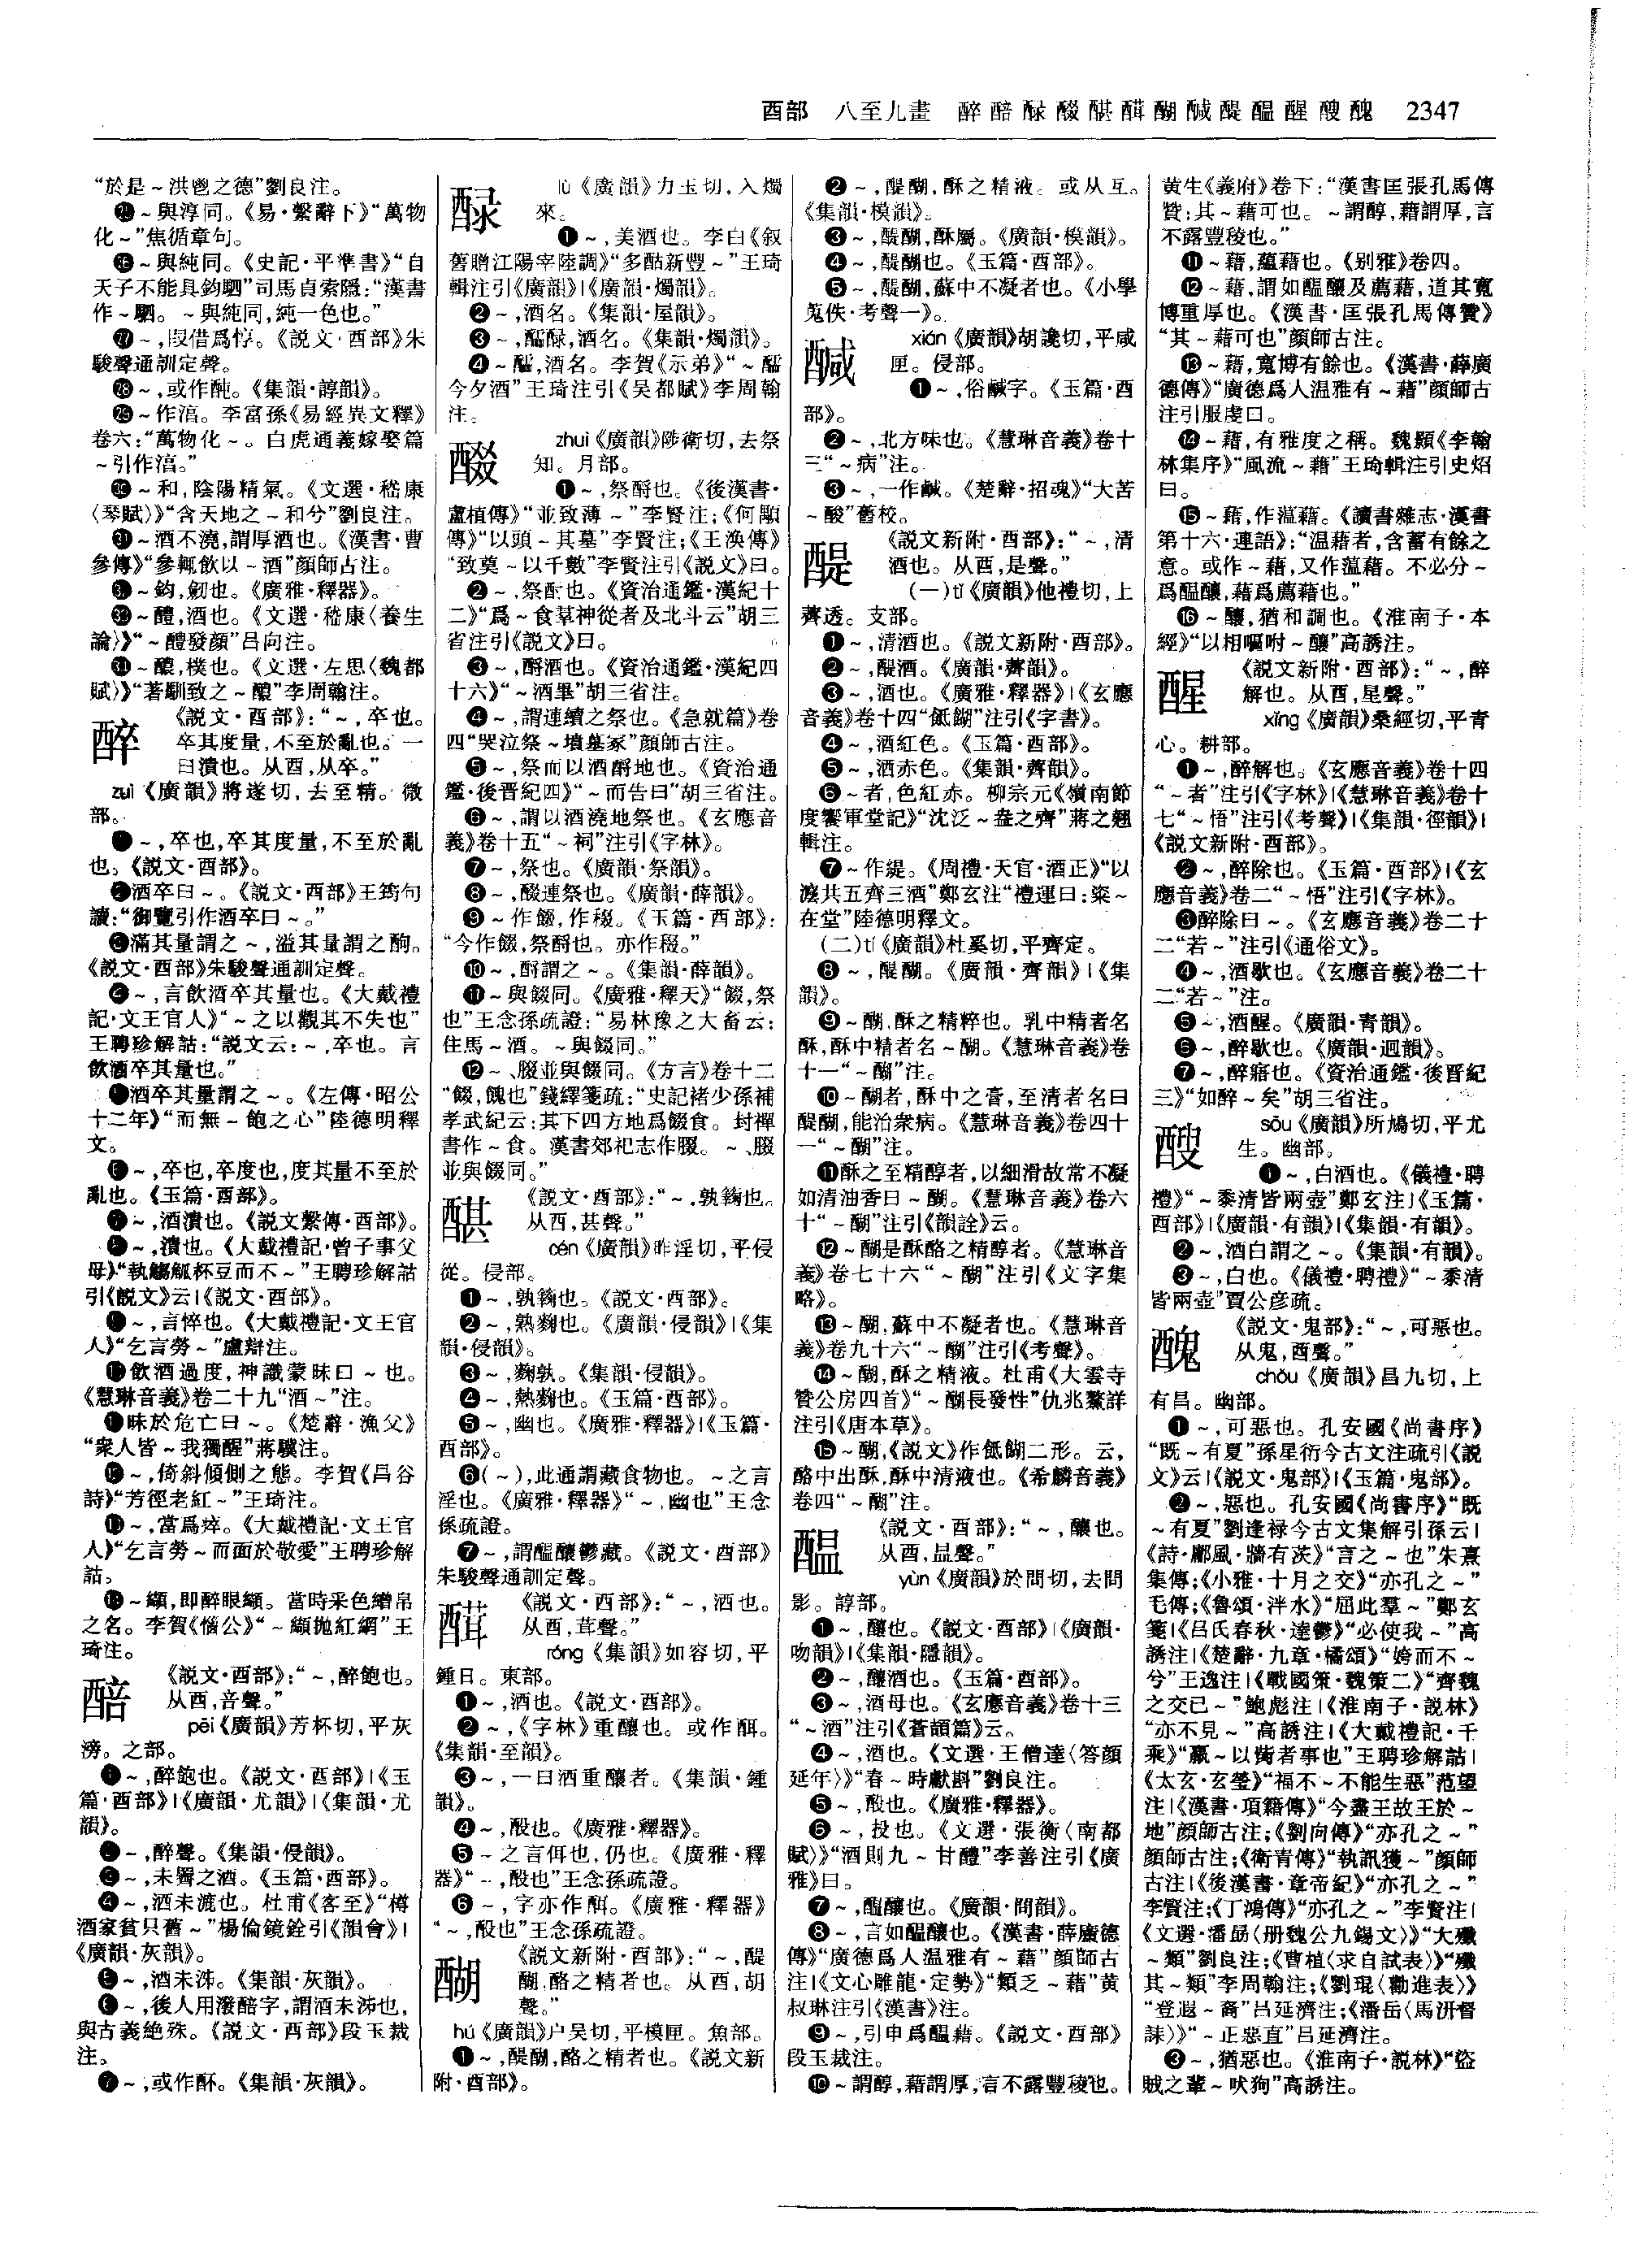 酉部　八至九畫　醉醅醁醊醓醑醐醎醍醖醒醙醜　2347
“於是～洪鬯之德”劉良注。
㉕～與淳同。《易·繫辭下》“萬物
化～”焦循章句。
㉖～與純同。《史記·平準書》“自
天子不能具鈞駟”司馬貞索隱：“漢書
作～駟。～與純同，純一色也。”
㉗～，叚借爲惇。《説文·酉部》朱
駿聲通訓定聲。
㉘～，或作酏。《集韻·諄韻》。
㉙～作湻。李富孫《易經異文釋》
卷六：“萬物化～。白虎通義嫁娶篇
～引作湻。”
㉚～和，陰陽精氣。《文選·嵇康
〈琴賦〉》“含天地之～和兮”劉良注。
㉛～酒不澆，謂厚酒也。《漢書·曹
參傳》“參輒飲以～酒”顔師古注。
㉜～鈞，劒也。《廣雅·釋器》。
㉝～醴，酒也。《文選·嵇康〈養生
論〉》“～醴發顔”吕向注。
㉞～醲，樸也。《文選·左思〈魏都
賦〉》“著馴致之～醲”李周翰注。
醉
《説文·酉部》：“～，卒也。
卒其度量，不至於亂也。一
曰潰也。从酉，从卒。”
zuì《廣韻》將遂切，去至精。微
部。
❶～，卒也，卒其度量，不至於亂
也。《説文·酉部》。
❷酒卒曰～。《説文·酉部》王筠句
讀：“御覽引作酒卒曰～。”
❸滿其量謂之～，溢其量謂之酗。
《説文·酉部》朱駿聲通訓定聲。
❹～，言飲酒卒其量也。《大戴禮
記·文王官人》“～之以觀其不失也”
王聘珍解詁：“説文云：～，卒也。言
飲酒卒其量也。”
❺酒卒其量謂之～。《左傳·昭公
十二年》“而無～飽之心”陸德明釋
文。
❻～，卒也，卒度也，度其量不至於
亂也。《玉篇·酉部》。
❼～，酒潰也。《説文繫傳·酉部》。
❽～，潰也。《大戴禮記·曾子事父
母》“執觴觚杯豆而不～”王聘珍解詁
引《説文》云|《説文·酉部》。
❾～，言悴也。《大戴禮記·文王官
人》“乞言勞～”盧辯注。
❿飲酒過度，神識蒙昧曰～也。
《慧琳音義》卷二十九“酒～”注。
⓫昧於危亡曰～。《楚辭·漁父》
“衆人皆～我獨醒”蔣驥注。
⓬～，倚斜傾側之態。李賀《昌谷
詩》“芳徑老紅～”王琦注。
⓭～，當爲瘁。《大戴禮記·文王官
人》“乞言勞～而面於敬愛”王聘珍解
詁。
⓮～纈，即醉眼纈。當時采色繒帛
之名。李賀《惱公》“～纈抛紅網”王
琦注。
醅
《説文·酉部》：“～，醉飽也。
从酉，咅聲。”
pēi《廣韻》芳杯切，平灰
滂。之部。
❶～，醉飽也。《説文·酉部》|《玉
篇·酉部》|《廣韻·尤韻》|《集韻·尤
韻》。
❷～，醉聲。《集韻·侵韻》。
❸～，未霽之酒。《玉篇·酉部》。
❹～，酒未漉也。杜甫《客至》“樽
酒家貧只舊～”楊倫鏡銓引《韻會》|
《廣韻·灰韻》。
❺～，酒未泲。《集韻·灰韻》。
❻～，後人用潑醅字，謂酒未泲也，
與古義絶殊。《説文·酉部》段玉裁
注。
❼～，或作酥。《集韻·灰韻》。
醁
lù《廣韻》力玉切，入燭
來。
❶～，美酒也。李白《叙
舊贈江陽宰陸調》“多酤新豐～”王琦
輯注引《廣韻》|《廣韻·燭韻》。
❷～，酒名。《集韻·屋韻》。
❸～，醽醁，酒名。《集韻·燭韻》。
❹～醽，酒名。李賀《示弟》“～醽
今夕酒”王琦注引《吴都賦》李周翰
注。
醊
zhuì《廣韻》陟衛切，去祭
知。月部。
❶～，祭酹也。《後漢書·
盧植傳》“並致薄～”李賢注；《何顒
傳》“以頭～其墓”李賢注；《王渙傳》
“致奠～以千數”李賢注引《説文》曰。
❷～，祭酎也。《資治通鑑·漢紀十
二》“爲～食羣神從者及北斗云”胡三
省注引《説文》曰。
❸～，酹酒也。《資治通鑑·漢紀四
十六》“～酒畢”胡三省注。
❹～，謂連續之祭也。《急就篇》卷
四“哭泣祭～墳墓冢”顔師古注。
❺～，祭而以酒酹地也。《資治通
鑑·後晋紀四》“～而告曰”胡三省注。
❻～，謂以酒澆地祭也。《玄應音
義》卷十五“～祠”注引《字林》。
❼～，祭也。《廣韻·祭韻》。
❽～，醊連祭也。《廣韻·薛韻》。
❾～作餟，作裰。《玉篇·酉部》：
“今作餟，祭酹也。亦作裰。”
❿～，酹謂之～。《集韻·薛韻》。
⓫～與餟同。《廣雅·釋天》“餟，祭
也”王念孫疏證：“易林豫之大畜云：
住馬～酒。～與餟同。”
⓬～、腏並與餟同。《方言》卷十二
“餟，餽也”錢繹箋疏：“史記褚少孫補
孝武紀云：其下四方地爲餟食。封禪
書作～食。漢書郊祀志作腏。～、腏
並與餟同。”
《説文·酉部》：“～，孰籥也。
从酉，甚聲。”
cén《廣韻》昨淫切，平侵
從。侵部。
❶～，孰籥也。《説文·酉部》。
❷～，熟麴也。《廣韻·侵韻》|《集
韻·侵韻》。
❸～，麴孰。《集韻·侵韻》。
❹～，熱麴也。《玉篇·酉部》。
❺～，幽也。《廣雅·釋器》|《玉篇·
酉部》。
❻(～)，此通謂藏食物也。～之言
淫也。《廣雅·釋器》“～，幽也”王念
孫疏證。
❼～，謂醖釀鬱藏。《説文·酉部》
朱駿聲通訓定聲。
《説文·酉部》：“～，酒也。
从酉，茸聲。”
róng《集韻》如容切，平
鍾日。東部。
❶～，酒也。《説文·酉部》。
❷～，《字林》重釀也。或作酮。
《集韻·至韻》。
❸～，一曰酒重釀者。《集韻·鍾
韻》。
❹～，酘也。《廣雅·釋器》。
❺～之言佴也，仍也。《廣雅·釋
器》“～，酘也”王念孫疏證。
❻～，字亦作酮。《廣雅·釋器》
“～，酘也”王念孫疏證。
醐
《説文新附·酉部》：“～，醍
醐，酪之精者也。从酉，胡
聲。”
hú《廣韻》户吴切，平模匣。魚部。
❶～，醍醐，酪之精者也。《説文新
附·酉部》。
❷～，醍醐，酥之精液。或从互。
《集韻·模韻》。
❸～，醍醐，酥屬。《廣韻·模韻》。
❹～，醍醐也。《玉篇·酉部》。
❺～，醍醐，蘇中不凝者也。《小學
蒐佚·考聲一》。
醎
xián《廣韻》胡讒切，平咸
匣。侵部。
❶～，俗鹹字。《玉篇·酉
部》。
❷～，北方味也。《慧琳音義》卷十
三“～病”注。
❸～，一作鹹。《楚辭·招魂》“大苦
～酸”舊校。
醍
《説文新附·酉部》：“～，清
酒也。从酉，是聲。”
(一)tǐ《廣韻》他禮切，上
薺透。支部。
❶～，清酒也。《説文新附·酉部》。
❷～，醍酒。《廣韻·薺韻》。
❸～，酒也。《廣雅·釋器》|《玄應
音義》卷十四“𩚩餬”注引《字書》。
❹～，酒紅色。《玉篇·酉部》。
❺～，酒赤色。《集韻·薺韻》。
❻～者，色紅赤。柳宗元《嶺南節
度饗軍堂記》“沈泛～盎之齊”蔣之翹
輯注。
❼～作緹。《周禮·天官·酒正》“以
灋共五齊三酒”鄭玄注“禮運曰：粢～
在堂”陸德明釋文。
(二)tí《廣韻》杜奚切，平齊定。
❽～，醍醐。《廣韻·齊韻》|《集
韻》。
❾～醐，酥之精粹也。乳中精者名
酥，酥中精者名～醐。《慧琳音義》卷
十一“～醐”注。
❿～醐者，酥中之膏，至清者名曰
醍醐，能治衆病。《慧琳音義》卷四十
一“～醐”注。
⓫酥之至精醇者，以細滑故常不凝
如清油香曰～醐。《慧琳音義》卷六
十“～醐”注引《韻詮》云。
⓬～醐是酥酪之精醇者。《慧琳音
義》卷七十六“～醐”注引《文字集
略》。
⓭～醐，蘇中不凝者也。《慧琳音
義》卷九十六“～醐”注引《考聲》。
⓮～醐，酥之精液。杜甫《大雲寺
贊公房四首》“～醐長發性”仇兆鰲詳
注引《唐本草》。
⓯～醐，《説文》作𩚩餬二形。云，
酪中出酥，酥中清液也。《希麟音義》
卷四“～醐”注。
醖
《説文·酉部》：“～，釀也。
从酉，昷聲。”
yùn《廣韻》於問切，去問
影。諄部。
❶～，釀也。《説文·酉部》|《廣韻·
吻韻》|《集韻·隱韻》。
❷～，釀酒也。《玉篇·酉部》。
❸～，酒母也。《玄應音義》卷十三
“～酒”注引《蒼頡篇》云。
❹～，酒也。《文選·王僧達〈答顔
延年〉》“春～時獻斟”劉良注。
❺～，酘也。《廣雅·釋器》。
❻～，投也。《文選·張衡〈南都
賦〉》“酒則九～甘醴”李善注引《廣
雅》曰。
❼～，醖釀也。《廣韻·問韻》。
❽～，言如醖釀也。《漢書·薛廣德
傳》“廣德爲人温雅有～藉”顔師古
注|《文心雕龍·定勢》“類乏～藉”黄
叔琳注引《漢書》注。
❾～，引申爲醖藉。《説文·酉部》
段玉裁注。
❿～謂醇，藉謂厚，言不露豐稜也。
黄生《義府》卷下：“漢書匡張孔馬傳
贊：其～藉可也。～謂醇，藉謂厚，言
不露豐稜也。”
⓫～藉，藴藉也。《别雅》卷四。
⓬～藉，謂如醖釀及薦藉，道其寬
博重厚也。《漢書·匡張孔馬傳贊》
“其～藉可也”顔師古注。
⓭～藉，寬博有餘也。《漢書·薛廣
德傳》“廣德爲人温雅有～藉”顔師古
注引服虔曰。
⓮～藉，有雅度之稱。魏顥《李翰
林集序》“風流～藉”王琦輯注引史炤
曰。
⓯～藉，作薀藉。《讀書雜志·漢書
第十六·連語》：“温藉者，含蓄有餘之
意。或作～藉，又作薀藉。不必分～
爲醖釀，藉爲薦藉也。”
⓰～釀，猶和調也。《淮南子·本
經》“以相嘔咐～釀”高誘注。
醒
《説文新附·酉部》：“～，醉
解也。从酉，星聲。”
xǐng《廣韻》桑經切，平青
心。耕部。
❶～，醉解也。《玄應音義》卷十四
“～者”注引《字林》|《慧琳音義》卷十
七“～悟”注引《考聲》|《集韻·徑韻》|
《説文新附·酉部》。
❷～，醉除也。《玉篇·酉部》|《玄
應音義》卷二“～悟”注引《字林》。
❸醉除曰～。《玄應音義》卷二十
二“若～”注引《通俗文》。
❹～，酒歇也。《玄應音義》卷二十
二“若～”注。
❺～，酒醒。《廣韻·青韻》。
❻～，醉歇也。《廣韻·迥韻》。
❼～，醉寤也。《資治通鑑·後晋紀
三》“如醉～矣”胡三省注。
醙
sōu《廣韻》所鳩切，平尤
生。幽部。
❶～，白酒也。《儀禮·聘
禮》“～黍清皆兩壺”鄭玄注|《玉篇·
酉部》|《廣韻·有韻》|《集韻·有韻》。
❷～，酒白謂之～。《集韻·有韻》。
❸～，白也。《儀禮·聘禮》“～黍清
皆兩壺”賈公彦疏。
醜
《説文·鬼部》：“～，可惡也。
从鬼，酉聲。”
chǒu《廣韻》昌九切，上
有昌。幽部。
❶～，可惡也。孔安國《尚書序》
“既～有夏”孫星衍今古文注疏引《説
文》云|《説文·鬼部》|《玉篇·鬼部》。
❷～，惡也。孔安國《尚書序》“既
～有夏”劉逢禄今古文集解引孫云|
《詩·鄘風·牆有茨》“言之～也”朱熹
集傳；《小雅·十月之交》“亦孔之～”
毛傳；《魯頌·泮水》“屈此羣～”鄭玄
箋|《吕氏春秋·達鬱》“必使我～”高
誘注|《楚辭·九章·橘頌》“姱而不～
兮”王逸注|《戰國策·魏策二》“齊魏
之交已～”鮑彪注|《淮南子·説林》
“亦不見～”高誘注|《大戴禮記·千
乘》“羸～以胔者事也”王聘珍解詁|
《太玄·玄瑩》“福不～不能生惡”范望
注|《漢書·項籍傳》“今盡王故王於～
地”顔師古注；《劉向傳》“亦孔之～”
顔師古注；《衛青傳》“執訊獲～”顔師
古注|《後漢書·章帝紀》“亦孔之～”
李賢注；《丁鴻傳》“亦孔之～”李賢注|
《文選·潘勗〈册魏公九錫文〉》“大殲
～類”劉良注；《曹植〈求自試表〉》“殲
其～類”李周翰注；《劉琨〈勸進表〉》
“登遐～裔”吕延濟注；《潘岳〈馬汧督
誄〉》“～正惡直”吕延濟注。
❸～，猶惡也。《淮南子·説林》“盜
賊之輩～吠狗”高誘注。